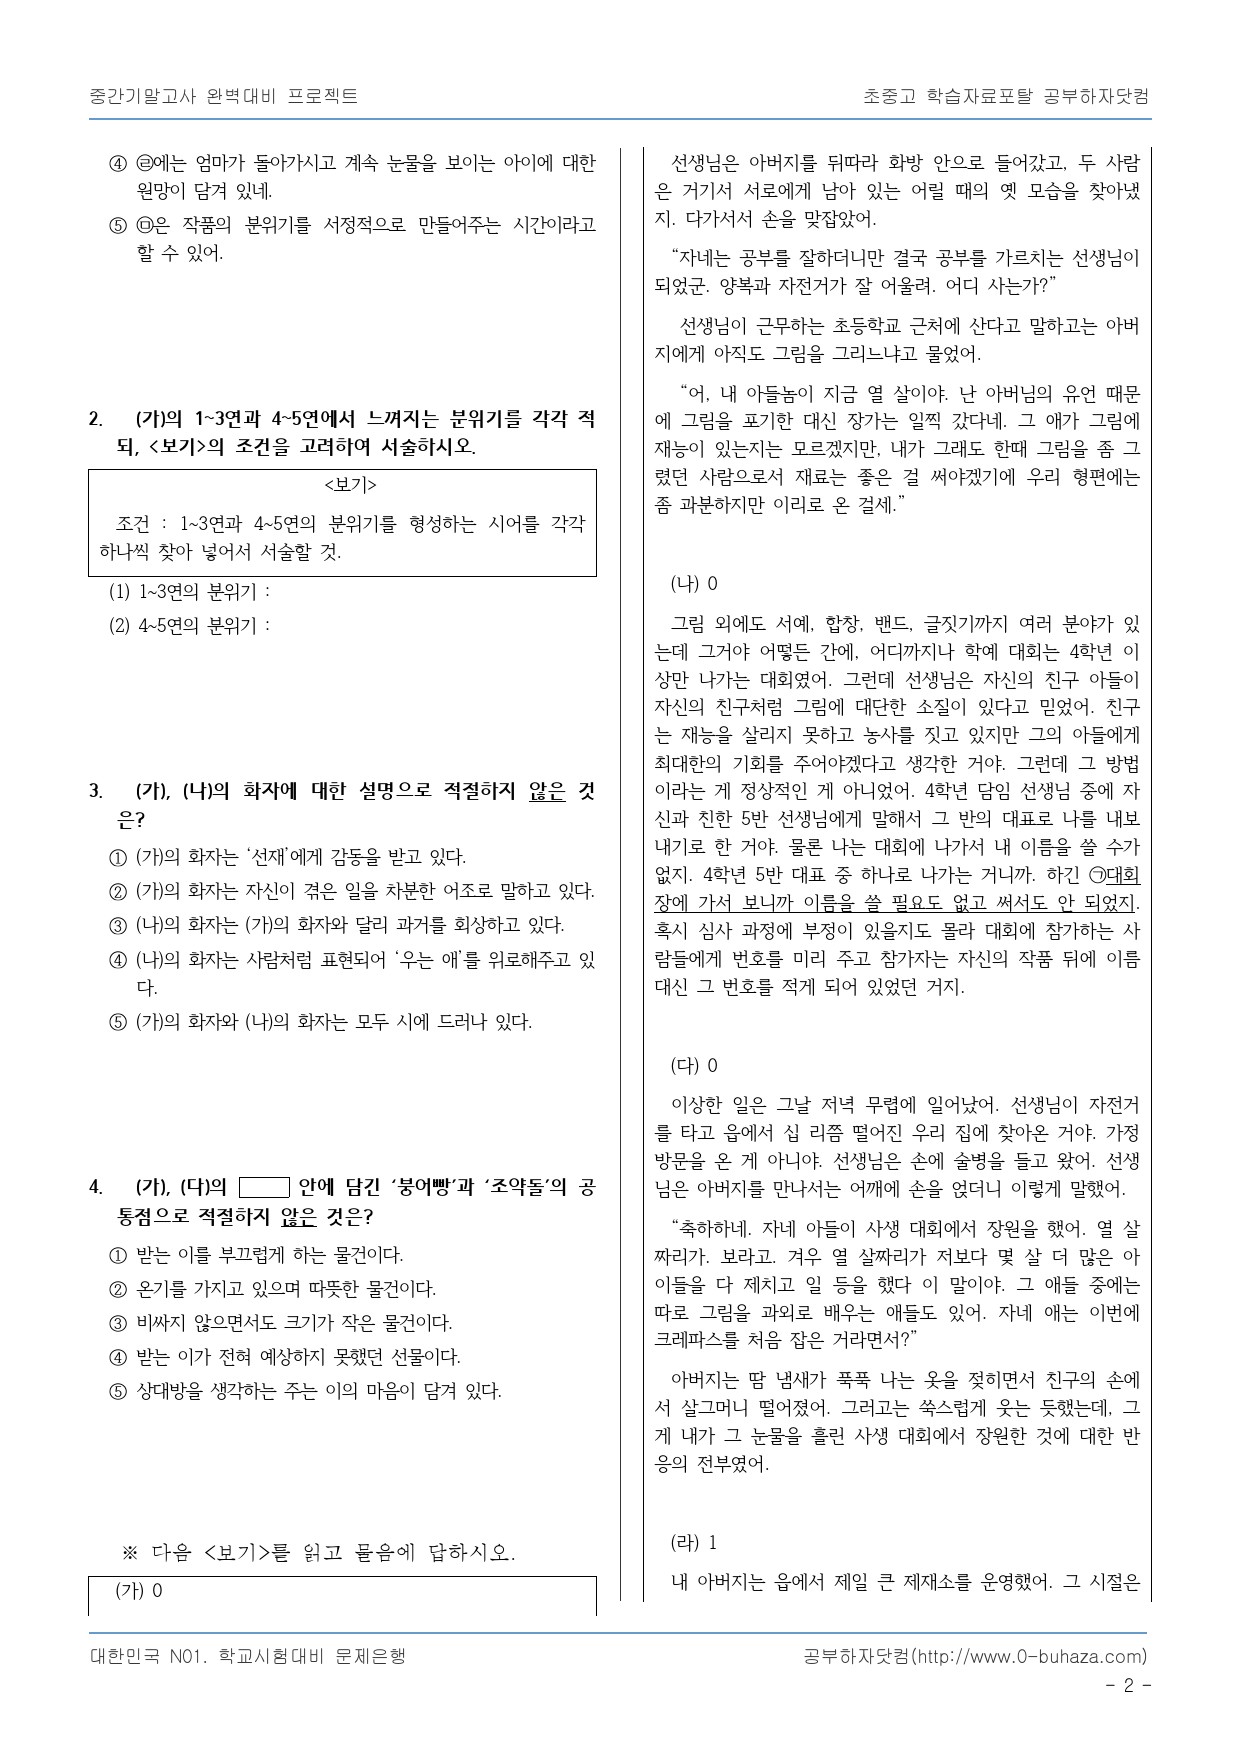 중간기말고사 완벽대비 프로젝트
초중고 학습자료포탈 공부하자닷컴
④ ㉣에는 엄마가 돌아가시고 계속 눈물을 보이는 아이에 대한
원망이 담겨 있네.
⑤ ㉤은 작품의 분위기를 서정적으로 만들어주는 시간이라고
할 수 있어.
2. (가)의 1~3연과 4~5연에서 느껴지는 분위기를 각각 적
되, <보기>의 조건을 고려하여 서술하시오.
<보기>
조건 : 1~3연과 4~5연의 분위기를 형성하는 시어를 각각
하나씩 찾아 넣어서 서술할 것.
(1) 1~3연의 분위기 :
(2) 4~5연의 분위기 :
3. (가), (나)의 화자에 대한 설명으로 적절하지 않은 것
은?
① (가)의 화자는 ‘선재’에게 감동을 받고 있다.
② (가)의 화자는 자신이 겪은 일을 차분한 어조로 말하고 있다.
③ (나)의 화자는 (가)의 화자와 달리 과거를 회상하고 있다.
④ (나)의 화자는 사람처럼 표현되어 ‘우는 애’를 위로해주고 있
다.
⑤ (가)의 화자와 (나)의 화자는 모두 시에 드러나 있다.
4. (가), (다)의 안에 담긴 ‘붕어빵’과 ‘조약돌’의 공
통점으로 적절하지 않은 것은?
① 받는 이를 부끄럽게 하는 물건이다.
② 온기를 가지고 있으며 따뜻한 물건이다.
③ 비싸지 않으면서도 크기가 작은 물건이다.
④ 받는 이가 전혀 예상하지 못했던 선물이다.
⑤ 상대방을 생각하는 주는 이의 마음이 담겨 있다.
※ 다음 <보기>를 읽고 물음에 답하시오.
(가) 0
선생님은 아버지를 뒤따라 화방 안으로 들어갔고, 두 사람
은 거기서 서로에게 남아 있는 어릴 때의 옛 모습을 찾아냈
지. 다가서서 손을 맞잡았어.
“자네는 공부를 잘하더니만 결국 공부를 가르치는 선생님이
되었군. 양복과 자전거가 잘 어울려. 어디 사는가?”
선생님이 근무하는 초등학교 근처에 산다고 말하고는 아버
지에게 아직도 그림을 그리느냐고 물었어.
“어, 내 아들놈이 지금 열 살이야. 난 아버님의 유언 때문
에 그림을 포기한 대신 장가는 일찍 갔다네. 그 애가 그림에
재능이 있는지는 모르겠지만, 내가 그래도 한때 그림을 좀 그
렸던 사람으로서 재료는 좋은 걸 써야겠기에 우리 형편에는
좀 과분하지만 이리로 온 걸세.”
(나) 0
그림 외에도 서예, 합창, 밴드, 글짓기까지 여러 분야가 있
는데 그거야 어떻든 간에, 어디까지나 학예 대회는 4학년 이
상만 나가는 대회였어. 그런데 선생님은 자신의 친구 아들이
자신의 친구처럼 그림에 대단한 소질이 있다고 믿었어. 친구
는 재능을 살리지 못하고 농사를 짓고 있지만 그의 아들에게
최대한의 기회를 주어야겠다고 생각한 거야. 그런데 그 방법
이라는 게 정상적인 게 아니었어. 4학년 담임 선생님 중에 자
신과 친한 5반 선생님에게 말해서 그 반의 대표로 나를 내보
내기로 한 거야. 물론 나는 대회에 나가서 내 이름을 쓸 수가
없지. 4학년 5반 대표 중 하나로 나가는 거니까. 하긴 ㉠대회
장에 가서 보니까 이름을 쓸 필요도 없고 써서도 안 되었지.
혹시 심사 과정에 부정이 있을지도 몰라 대회에 참가하는 사
람들에게 번호를 미리 주고 참가자는 자신의 작품 뒤에 이름
대신 그 번호를 적게 되어 있었던 거지.
(다) 0
이상한 일은 그날 저녁 무렵에 일어났어. 선생님이 자전거
를 타고 읍에서 십 리쯤 떨어진 우리 집에 찾아온 거야. 가정
방문을 온 게 아니야. 선생님은 손에 술병을 들고 왔어. 선생
님은 아버지를 만나서는 어깨에 손을 얹더니 이렇게 말했어.
“축하하네. 자네 아들이 사생 대회에서 장원을 했어. 열 살
짜리가. 보라고. 겨우 열 살짜리가 저보다 몇 살 더 많은 아
이들을 다 제치고 일 등을 했다 이 말이야. 그 애들 중에는
따로 그림을 과외로 배우는 애들도 있어. 자네 애는 이번에
크레파스를 처음 잡은 거라면서?”
아버지는 땀 냄새가 푹푹 나는 옷을 젖히면서 친구의 손에
서 살그머니 떨어졌어. 그러고는 쑥스럽게 웃는 듯했는데, 그
게 내가 그 눈물을 흘린 사생 대회에서 장원한 것에 대한 반
응의 전부였어.
(라) 1
내 아버지는 읍에서 제일 큰 제재소를 운영했어. 그 시절은
대한민국 N01. 학교시험대비 문제은행
공부하자닷컴(http://www.0-buhaza.com)
- 2 -